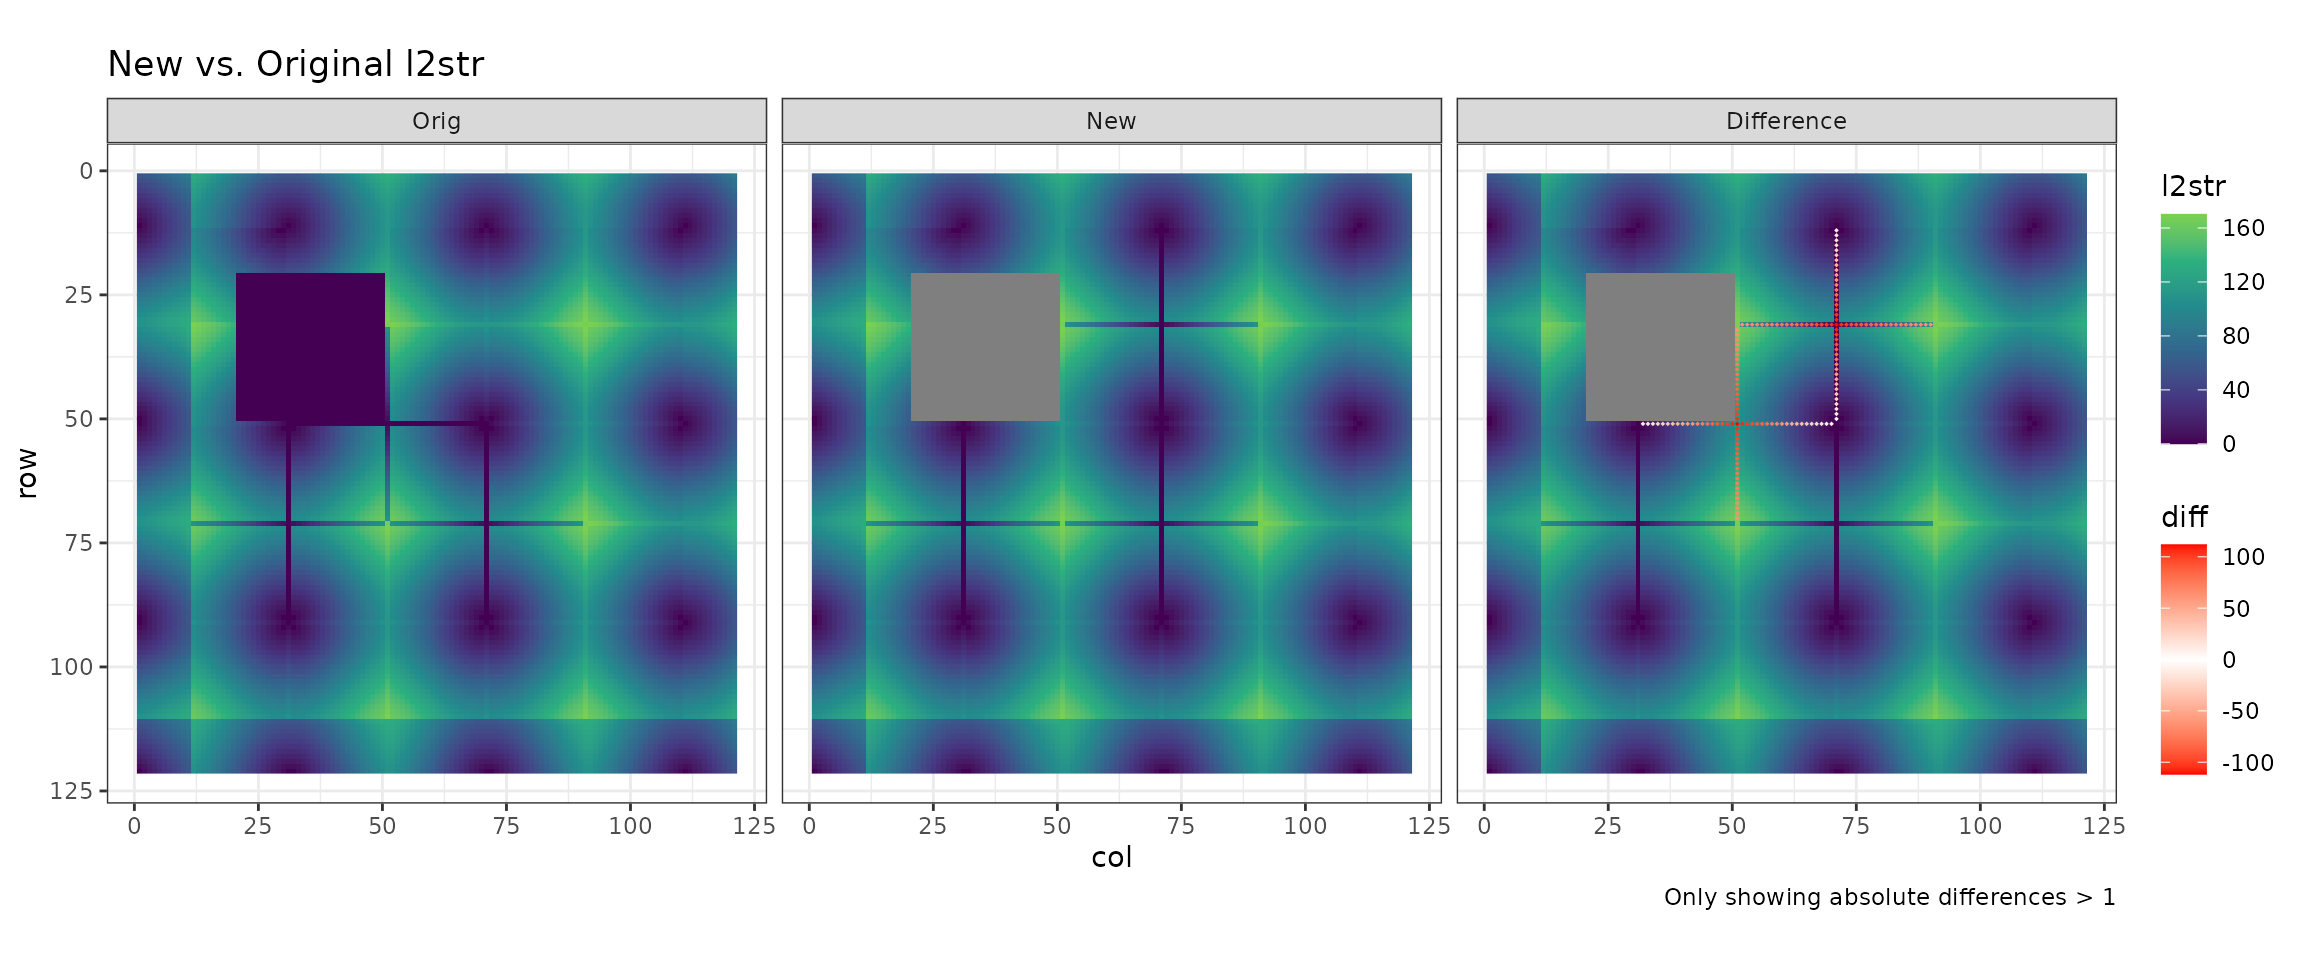 New vs. Original l2str
Orig
New
Difference
row
0
25
50
75
100
125
0 25 50 75 100 125
0 25 50 75 100 125
0 25 50 75 100 125
col
l2str
160
120
80
40
0
diff
100
50
0
-50
-100
Only showing absolute differences > 1